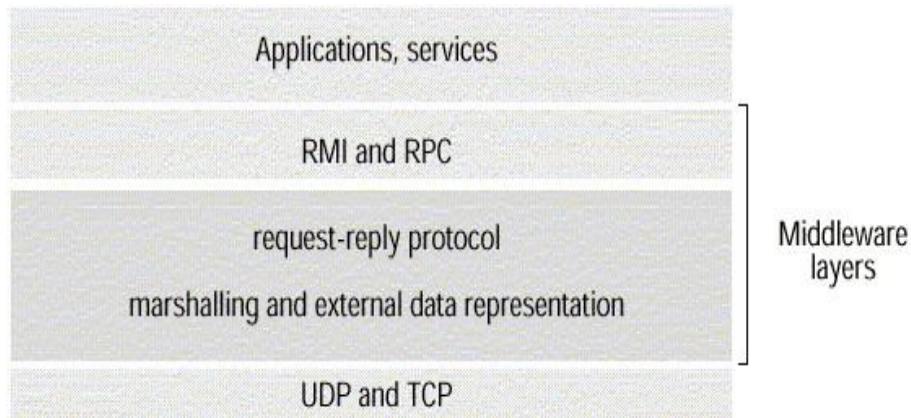 Applications, services
RMI and RPC
request-reply protocol
marshalling and external data representation
Middleware
layers
UDP and TCP